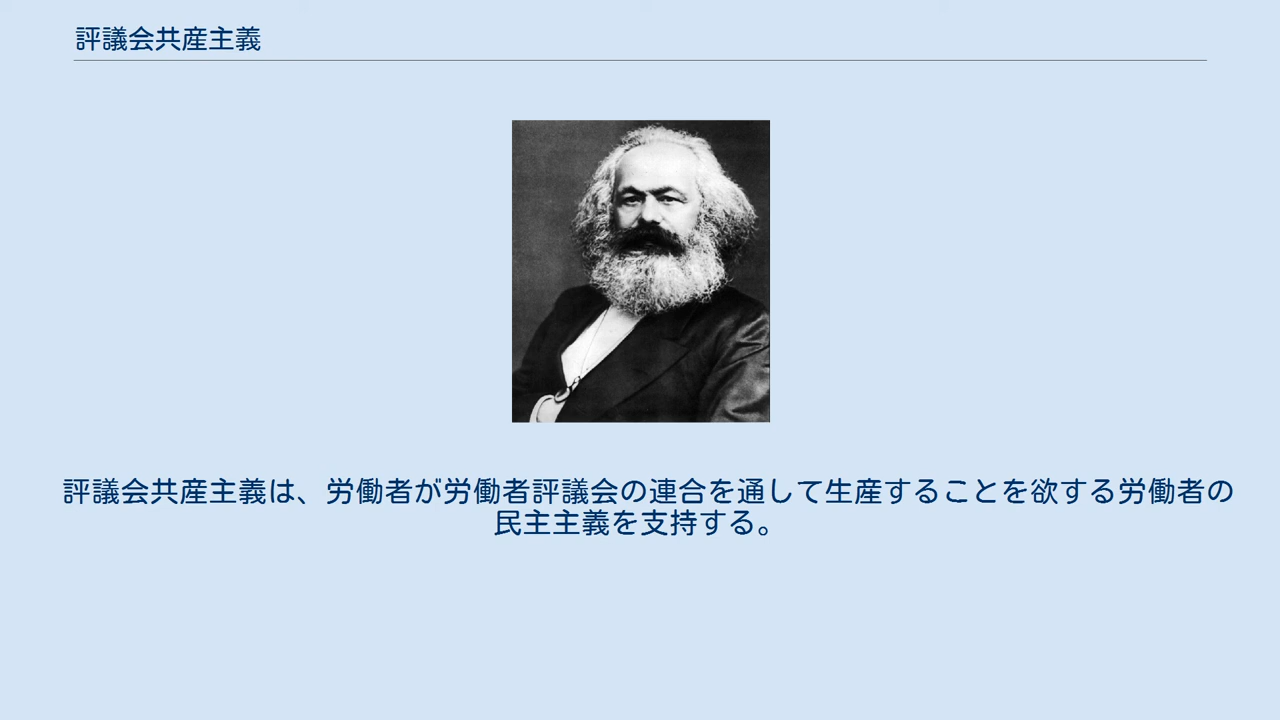 評議会共産主義
評議会共産主義は、労働者が労働者評議会の連合を通して生産することを欲する労働者の
民主主義を支持する。